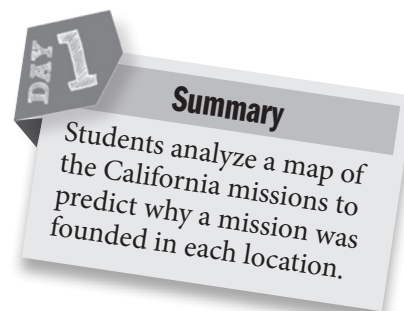 DAY 1
Summary
Students analyze a map of
the California missions to
predict why a mission was
founded in each location.